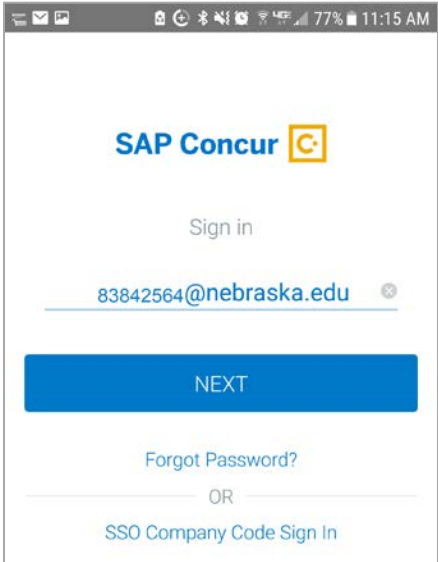 77% 11:15 AM
SAP Concur C
Sign in
83842564@nebraska.edu
NEXT
Forgot Password?
OR
SSO Company Code Sign In